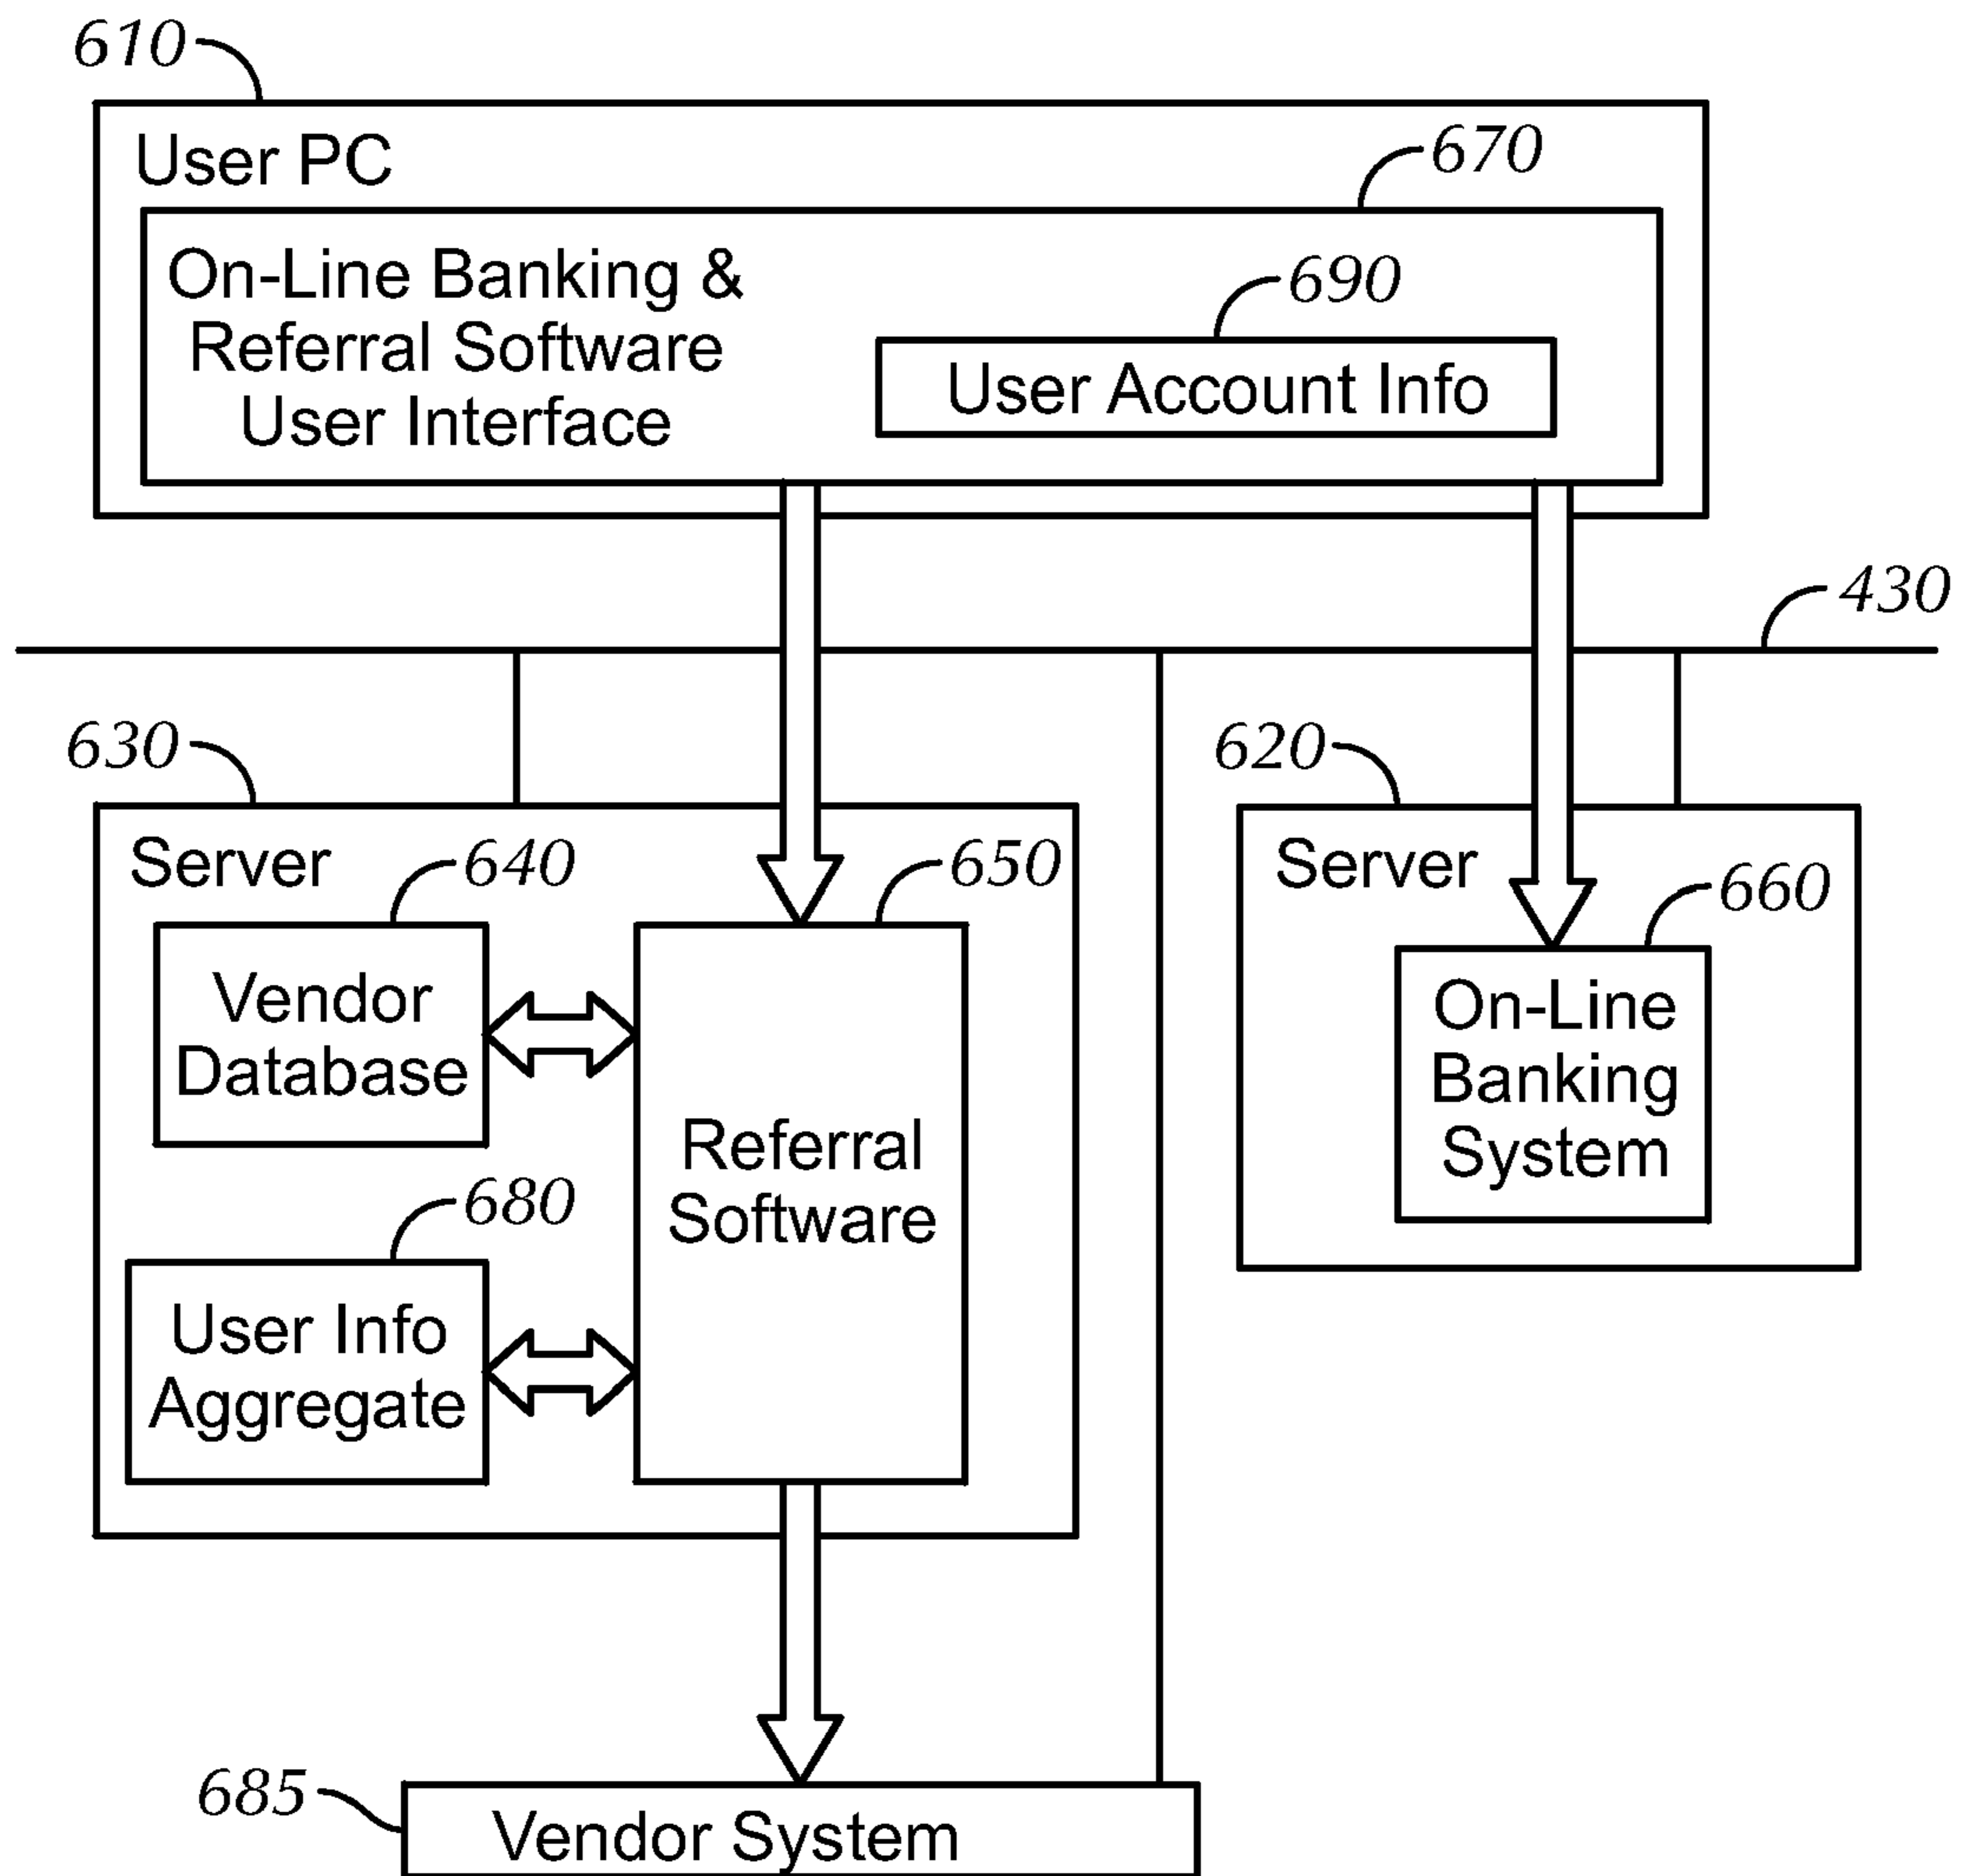 610
User PC
670
On-Line Banking &
Referral Software
User Interface
690
User Account Info
430
630
Server
640
Vendor
Database
650
Referral
Software
680
User Info
Aggregate
620
Server
660
On-Line
Banking
System
685
Vendor System